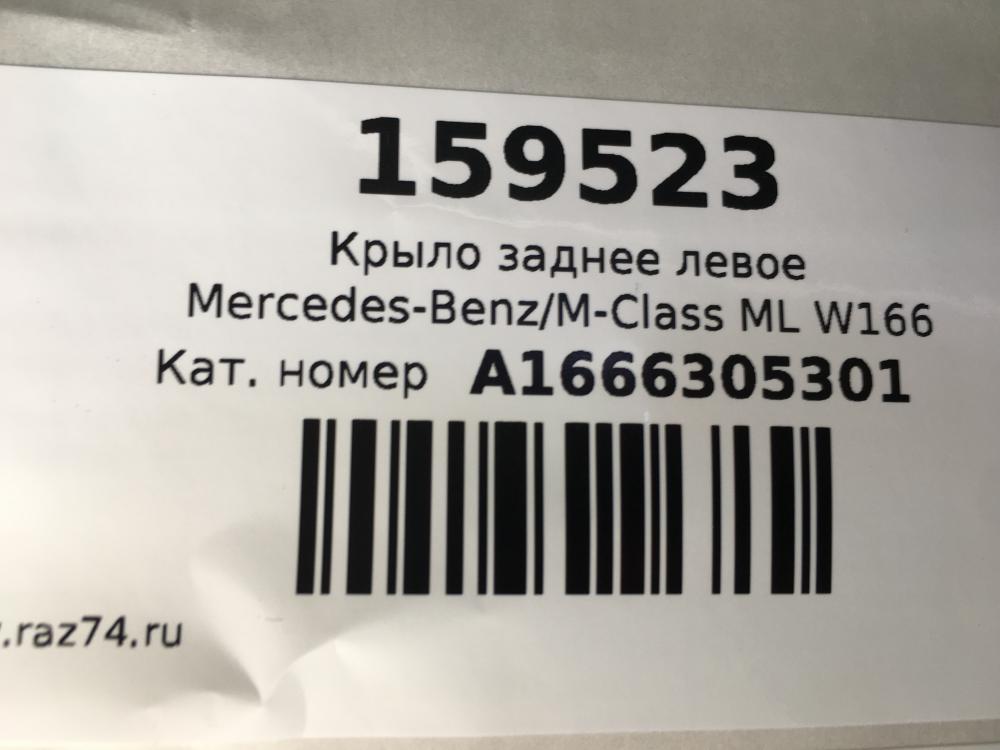 159523
Крыло заднее левое
Mercedes-Benz/M-Class ML W166
Кат. номер A1666305301
.raz74.ru